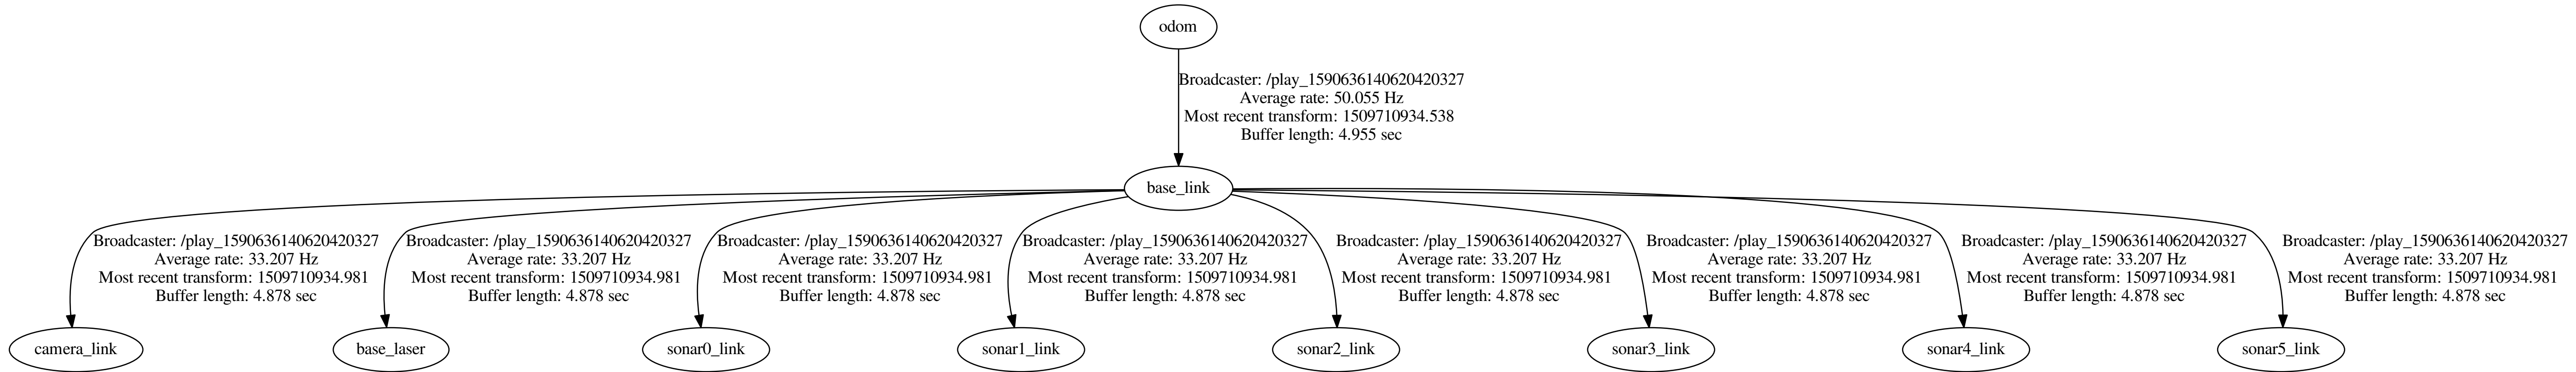 odom
Broadcaster: /play_1590636140620420327
Average rate: 50.055 Hz
Most recent transform: 1509710934.538
Buffer length: 4.955 sec
base_link
Broadcaster: /play_1590636140620420327
Average rate: 33.207 Hz
Most recent transform: 1509710934.981
Buffer length: 4.878 sec
Broadcaster: /play_1590636140620420327
Average rate: 33.207 Hz
Most recent transform: 1509710934.981
Buffer length: 4.878 sec
Broadcaster: /play_1590636140620420327
Average rate: 33.207 Hz
Most recent transform: 1509710934.981
Buffer length: 4.878 sec
Broadcaster: /play_1590636140620420327
Average rate: 33.207 Hz
Most recent transform: 1509710934.981
Buffer length: 4.878 sec
Broadcaster: /play_1590636140620420327
Average rate: 33.207 Hz
Most recent transform: 1509710934.981
Buffer length: 4.878 sec
Broadcaster: /play_1590636140620420327
Average rate: 33.207 Hz
Most recent transform: 1509710934.981
Buffer length: 4.878 sec
Broadcaster: /play_1590636140620420327
Average rate: 33.207 Hz
Most recent transform: 1509710934.981
Buffer length: 4.878 sec
Broadcaster: /play_1590636140620420327
Average rate: 33.207 Hz
Most recent transform: 1509710934.981
Buffer length: 4.878 sec
camera_link
base_laser
sonar0_link
sonar1_link
sonar2_link
sonar3_link
sonar4_link
sonar5_link